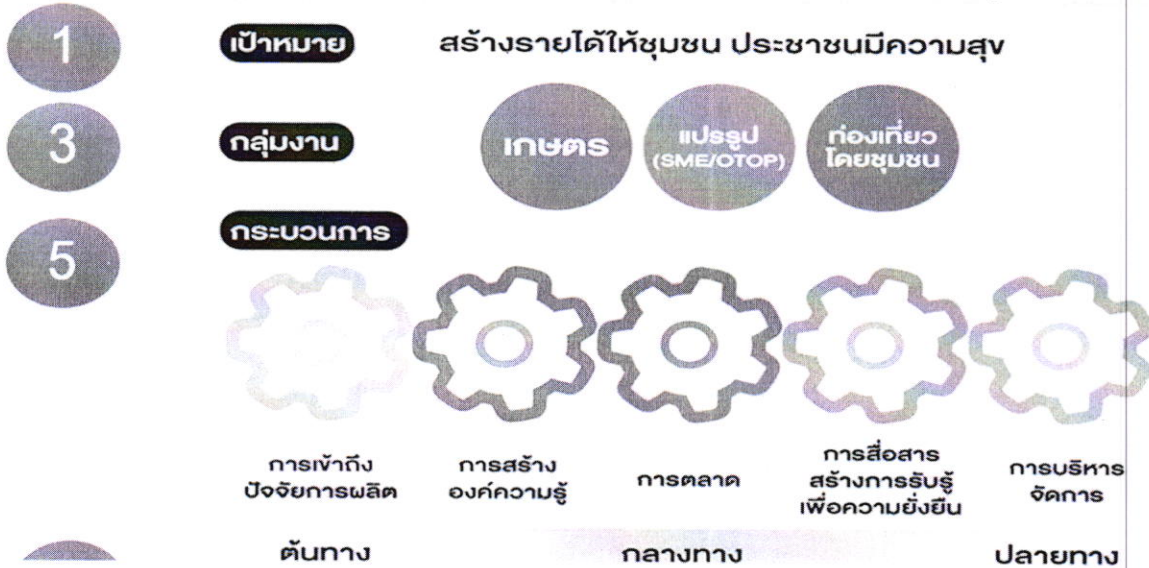 1
เป้าหมาย
สร้างรายได้ให้ชุมชน ประชาชนมีความสุข
3
กลุ่มงาน
เกษตร
แปรรูป
(SME/OTOP)
ท่องเที่ยว
โดยชุมชน
5
กระบวนการ
การเข้าถึง
ปัจจัยการผลิต
การสร้าง
องค์ความรู้
การตลาด
การสื่อสาร
สร้างการรับรู้
เพื่อความยั่งยืน
การบริหาร
จัดการ
ต้นทาง
กลางทาง
ปลายทาง